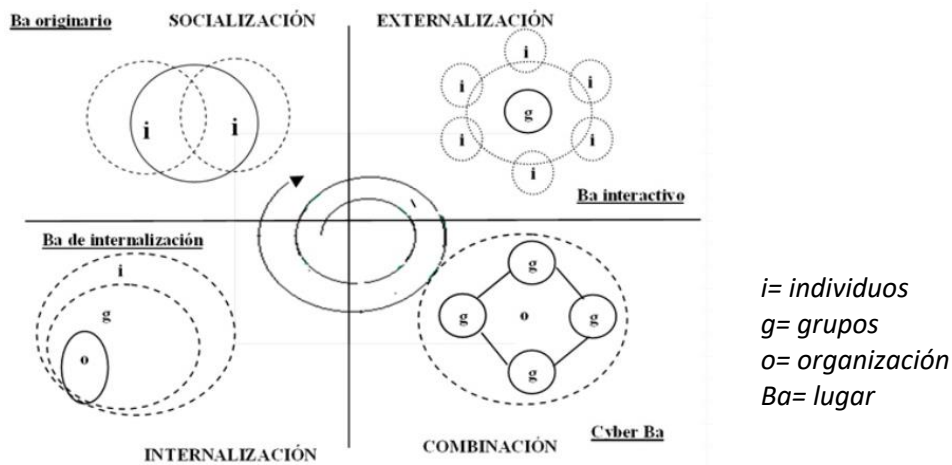 Ba originario
SOCIALIZACIÓN
EXTERNALIZACIÓN
i
i
i
i
i
g
i
i
i
i
Ba interactivo
Ba de internalización
i
g
o
g
g
o
g
g
i= individuos
g= grupos
o= organización
Ba= lugar
INTERNALIZACIÓN
COMBINACIÓN
Cyber Ba